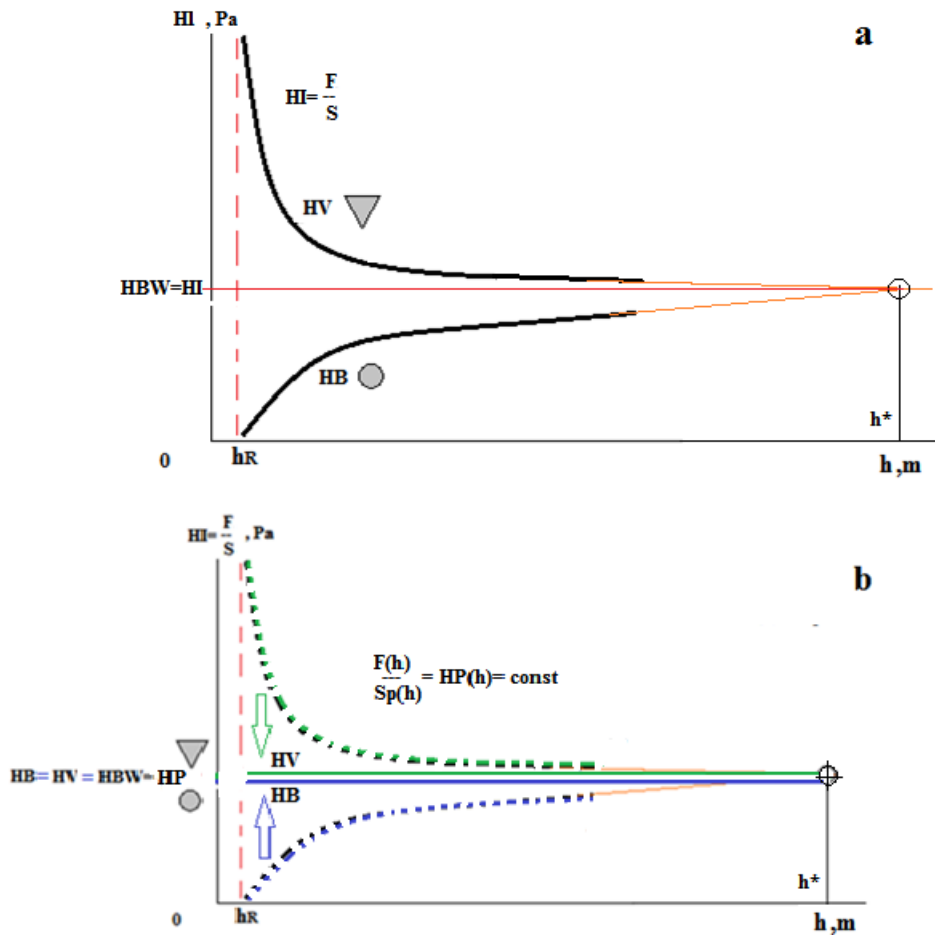 HI , Pa
a
HI= F
S
HV
HBW=HI
HB
h*
0
hR
h ,m
HI= F , Pa
S
b
F(h)
Sp(h)
= HP(h)= const
HV
HB= HV = HBW= HP
HB
h*
0
hR
h ,m